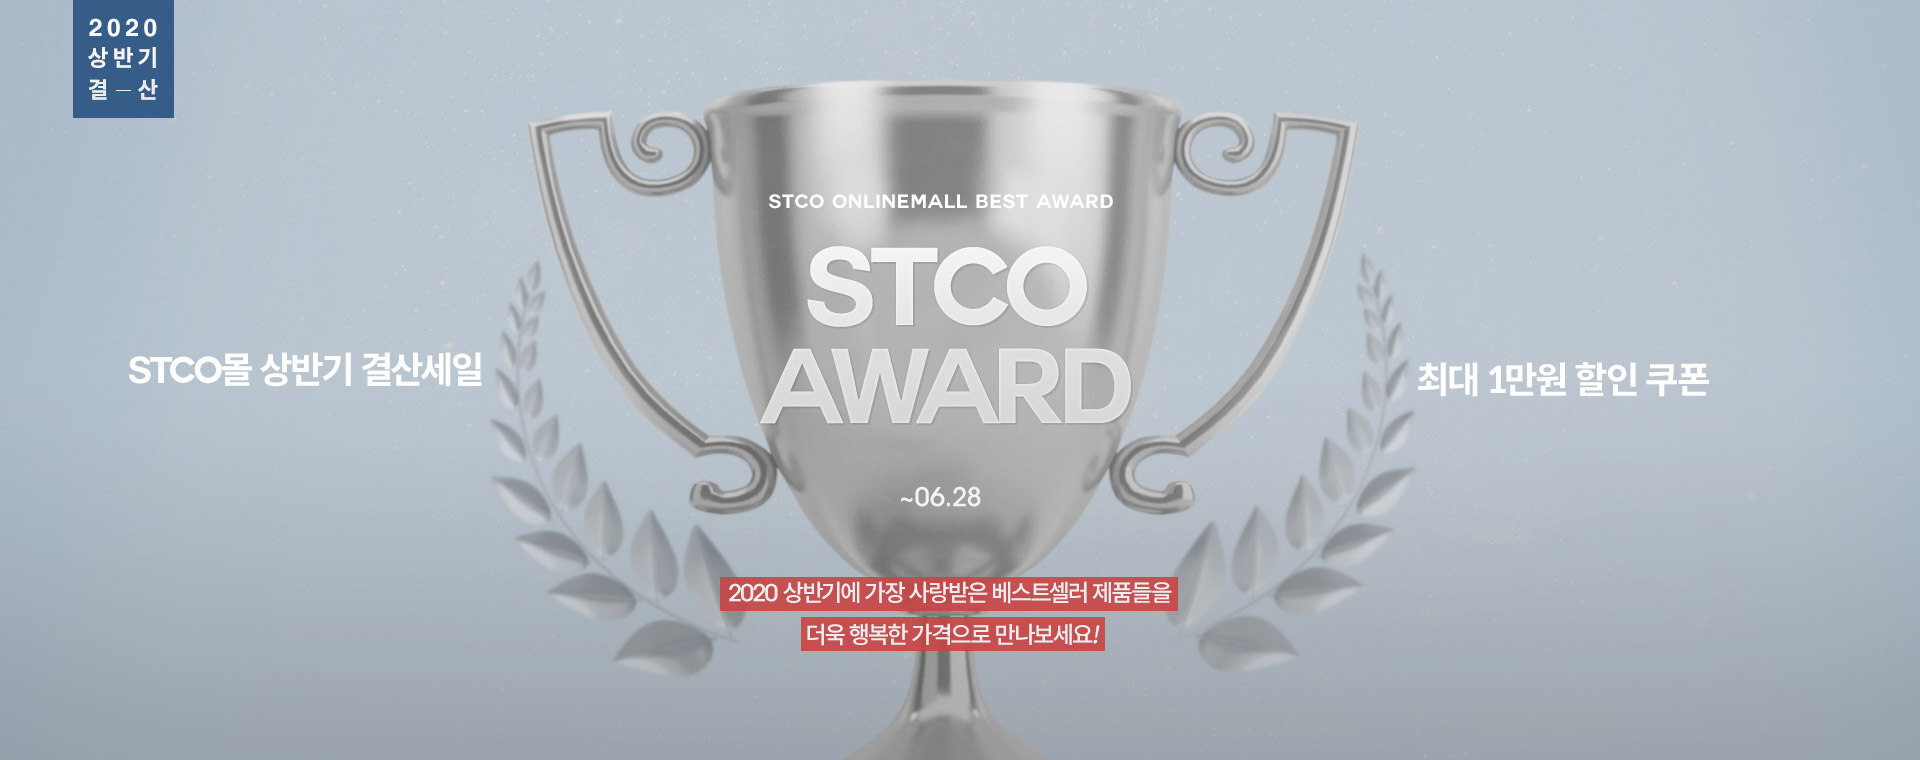 2020
상반기
결 – 산
STCO ONLINEMALL BEST AWARD
STCO
AWARD
STCO몰 상반기 결산세일
최대 1만원 할인 쿠폰
~06.28
2020 상반기에 가장 사랑받은 베스트셀러 제품들을
더욱 행복한 가격으로 만나보세요!